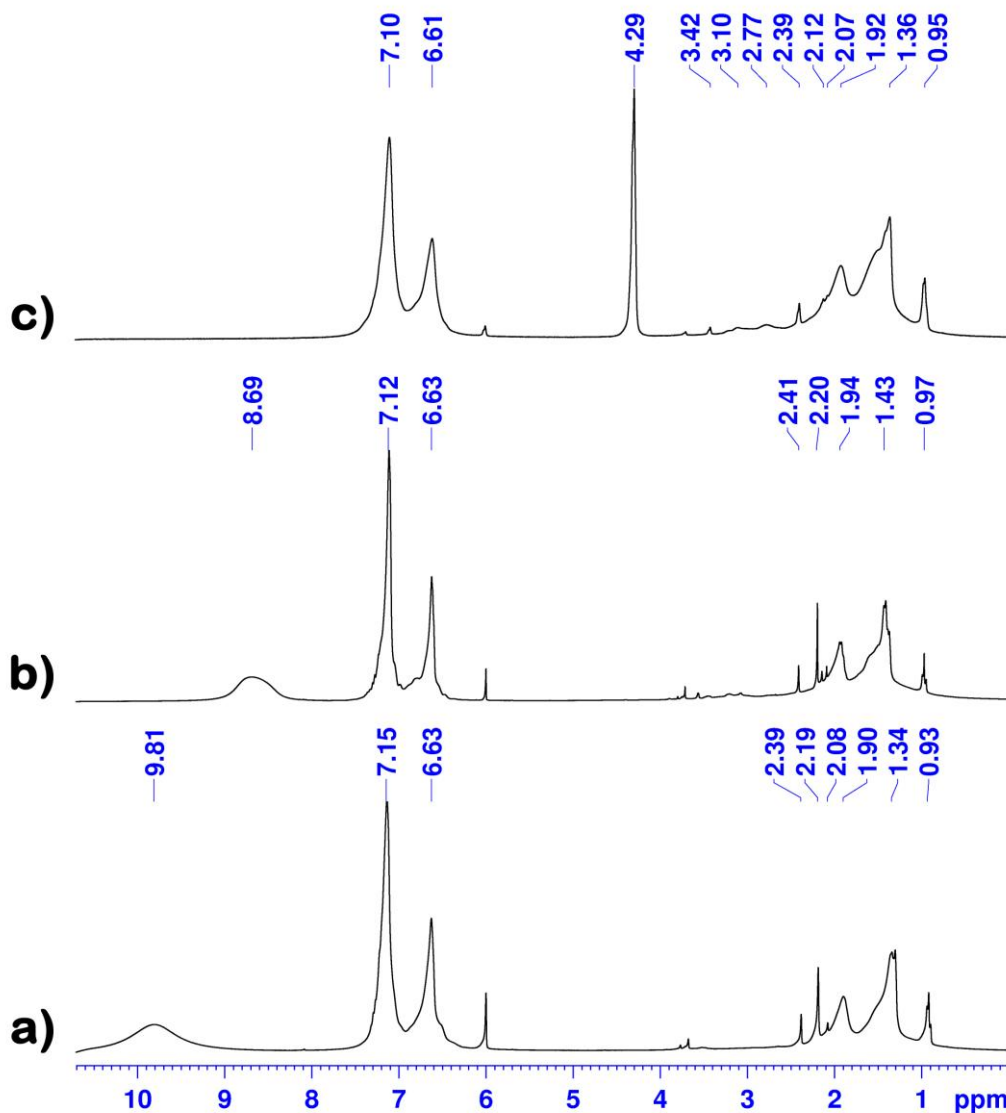 7.10 6.61 4.29 3.42 3.10 2.77 2.39 2.12 2.07 1.92 1.36 0.95
c)
8.69 7.12 6.63 2.41 2.20 1.94 1.43 0.97
b)
9.81 7.15 6.63 2.39 2.19 2.08 1.90 1.34 0.93
a)
10 9 8 7 6 5 4 3 2 1 ppm